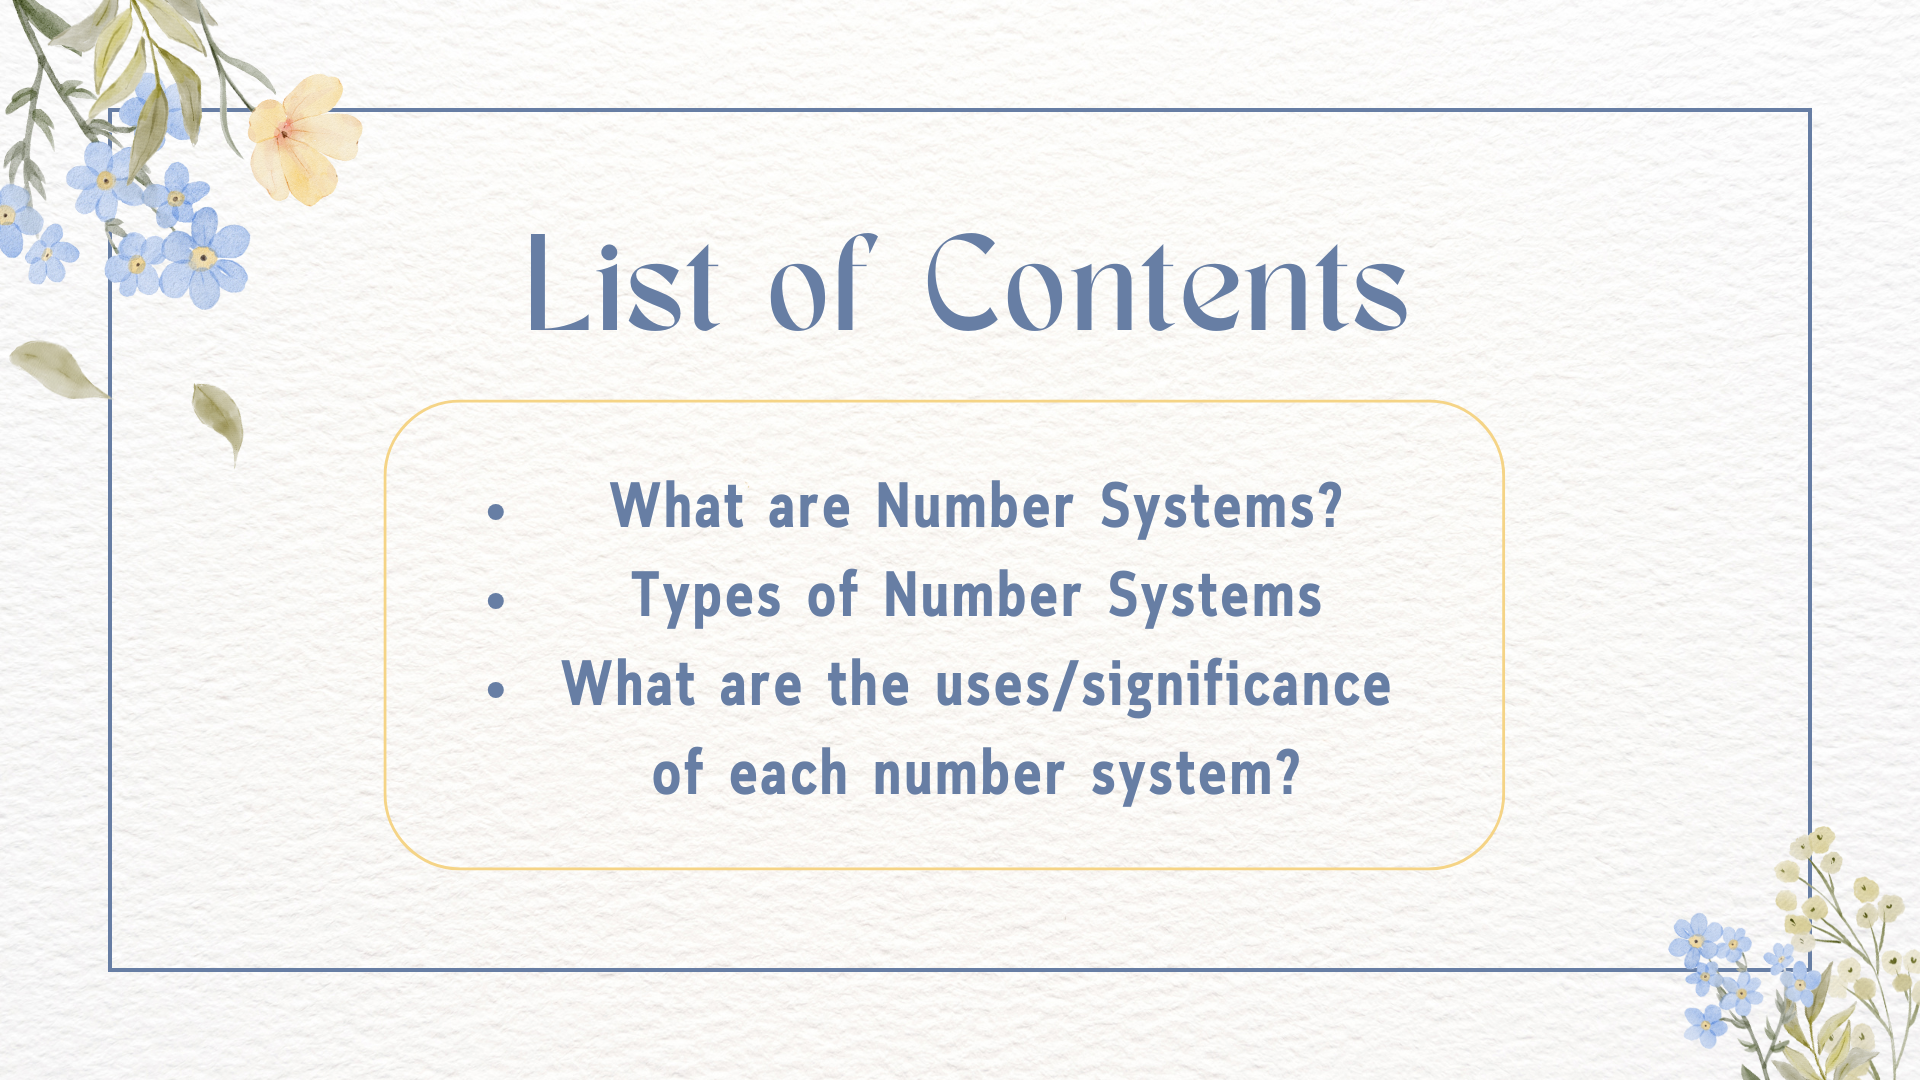 List of Contents
• What are Number Systems?
• Types of Number Systems
• What are the uses/significance
of each number system?